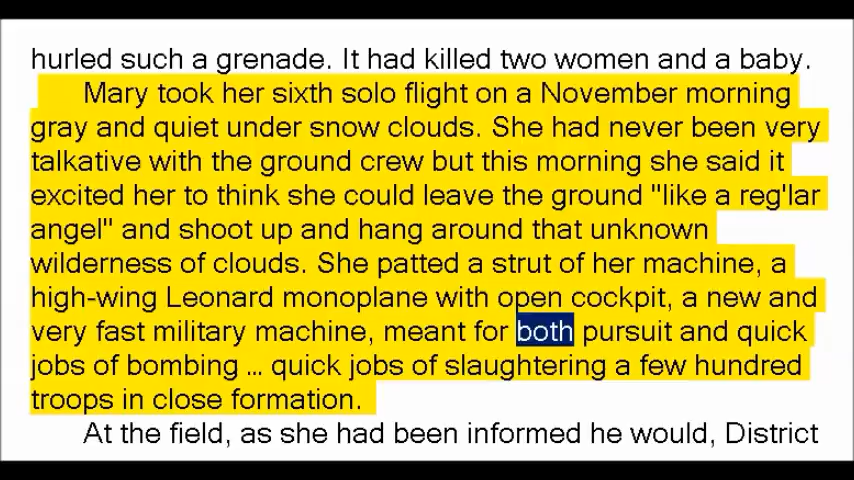 hurled such a grenade. It had killed two women and a baby.
Mary took her sixth solo flight on a November morning
gray and quiet under snow clouds. She had never been very
talkative with the ground crew but this morning she said it
excited her to think she could leave the ground "like a reg'lar
angel" and shoot up and hang around that unknown
wilderness of clouds. She patted a strut of her machine, a
high-wing Leonard monoplane with open cockpit, a new and
very fast military machine, meant for both pursuit and quick
jobs of bombing ... quick jobs of slaughtering a few hundred
troops in close formation.
At the field, as she had been informed he would, District